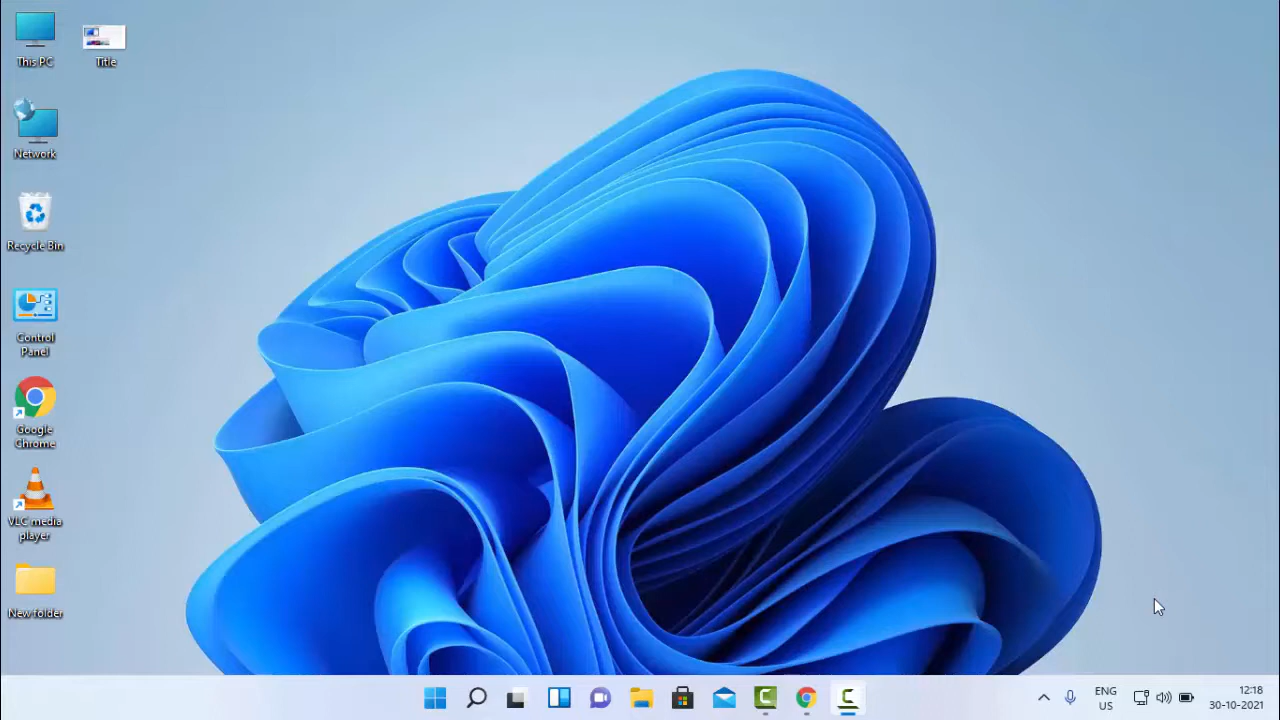 This PC
Title
Network
Recycle Bin
Control
Panel
Google
Chrome
VLC media
player
New folder
ENG
US
12:18
30-10-2021